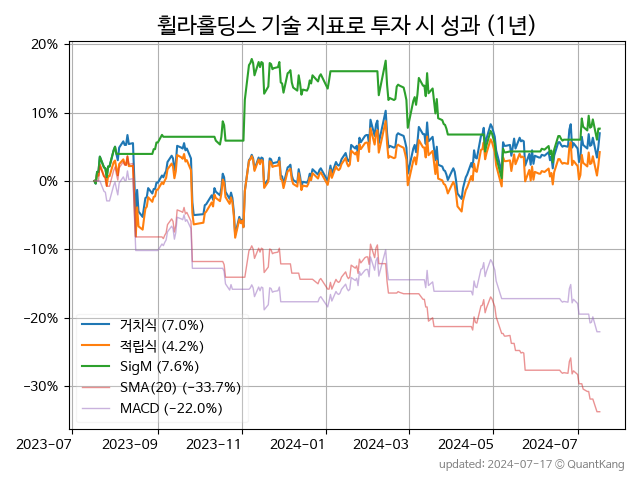 휠라홀딩스 기술 지표로 투자 시 성과 (1년)
20%
10%
0%
−10%
−20%
−30%
거치식 (7.0%)
적립식 (4.2%)
SigM (7.6%)
SMA(20) (−33.7%)
MACD (−22.0%)
2023-07 2023-09 2023-11 2024-01 2024-03 2024-05 2024-07
updated: 2024-07-17 © QuantKang